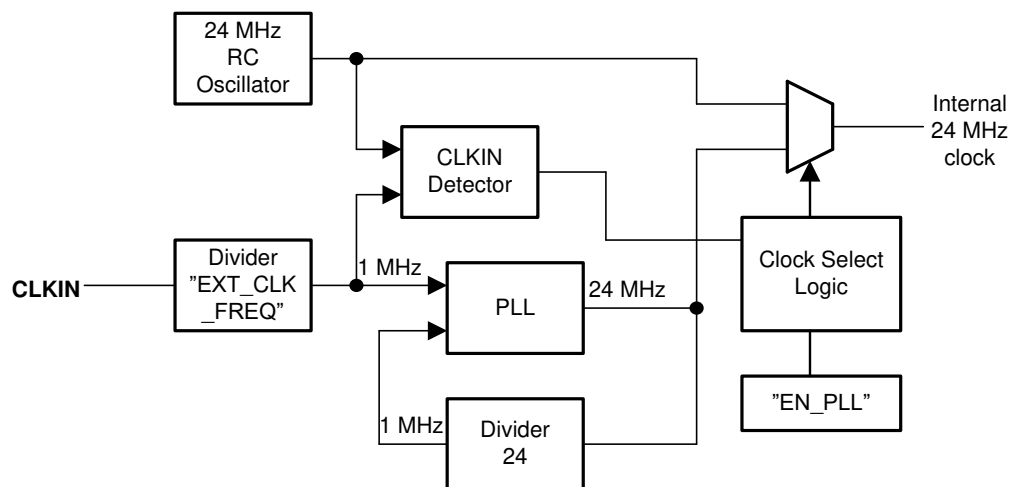 24 MHz
RC
Oscillator
CLKIN
Detector
Internal
24 MHz
clock
CLKIN
Divider
"EXT_CLK
_FREQ"
1 MHz
PLL
24 MHz
Clock Select
Logic
1 MHz
Divider
24
"EN_PLL"